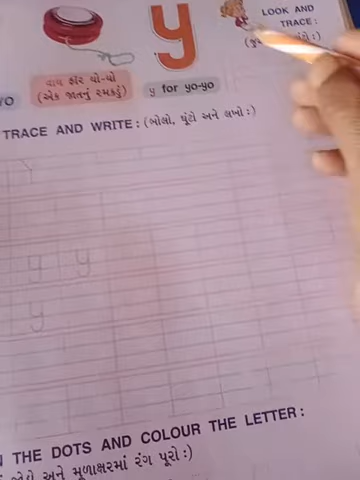 y
LOOK AND
TRACE:
વાય ફોર યો-યો
(એક જાતનું રમકડું)
y for yo-yo
TRACE AND WRITE: (બોલો, ઘૂંટો અને લખો:)
y y
y
THE DOTS AND COLOUR THE LETTER:
અને મૂળાક્ષરમાં રંગ પૂરો:)